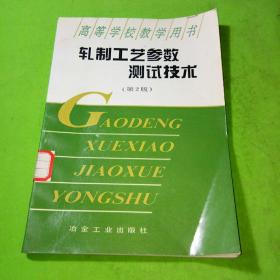 高等学校教学用书
轧制工艺参数
测试技术
(第2版)
GAODENG
XUEXIAO
JIAOXUE
YONGSHU
冶金工业出版社